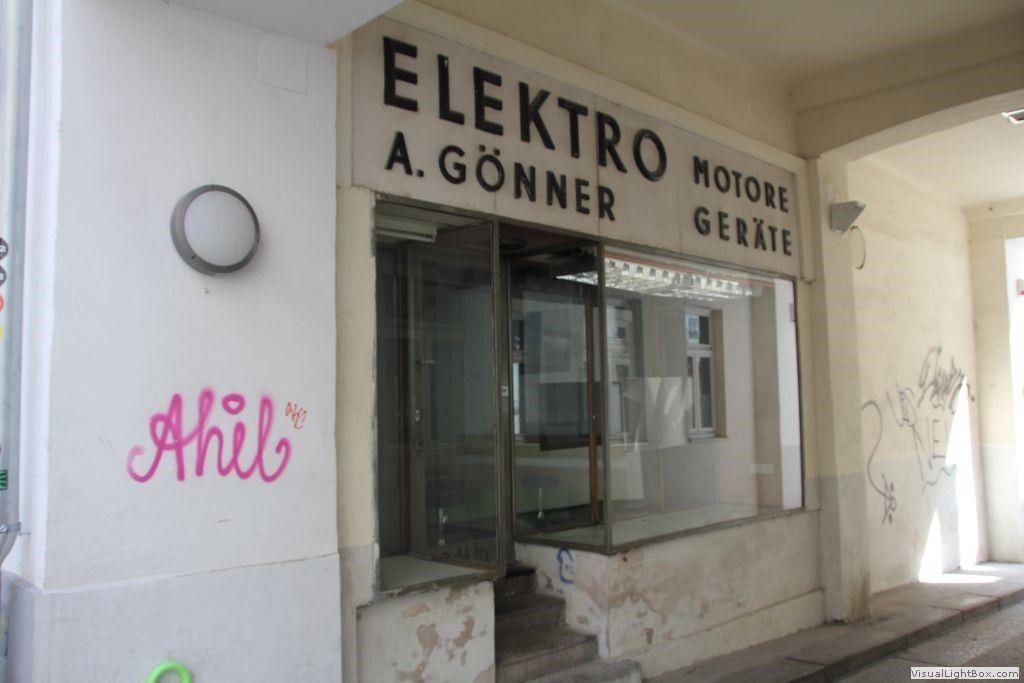 ELEKTRO
A. GÖNNER
MOTORE
GERÄTE
Ahil
VisualLightBox.com